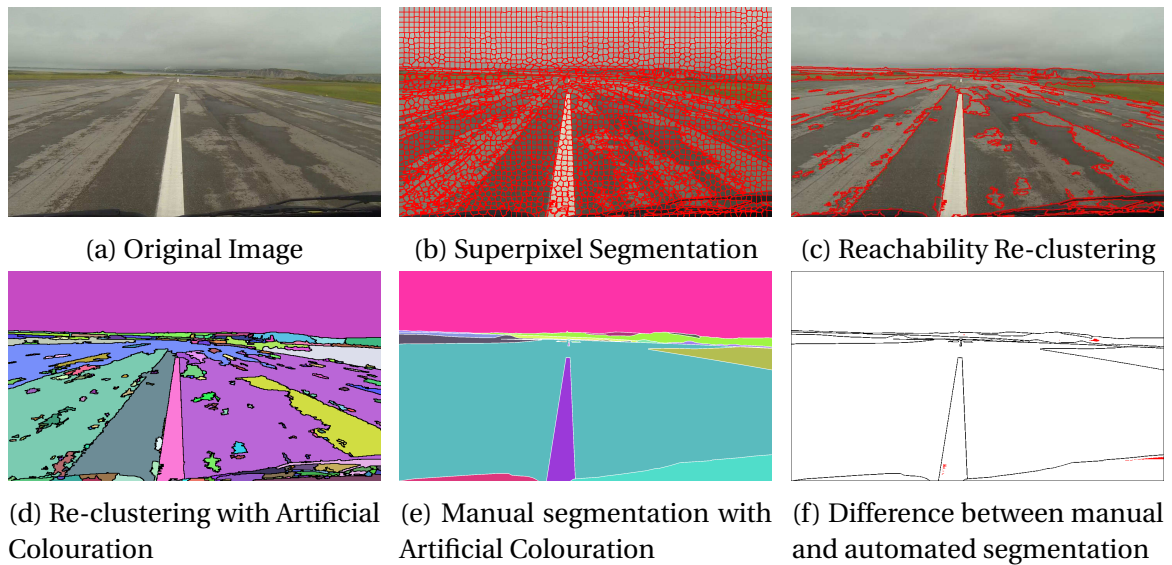 (a) Original Image
(b) Superpixel Segmentation
(c) Reachability Re-clustering
(d) Re-clustering with Artificial
Colouration
(e) Manual segmentation with
Artificial Colouration
(f) Difference between manual
and automated segmentation